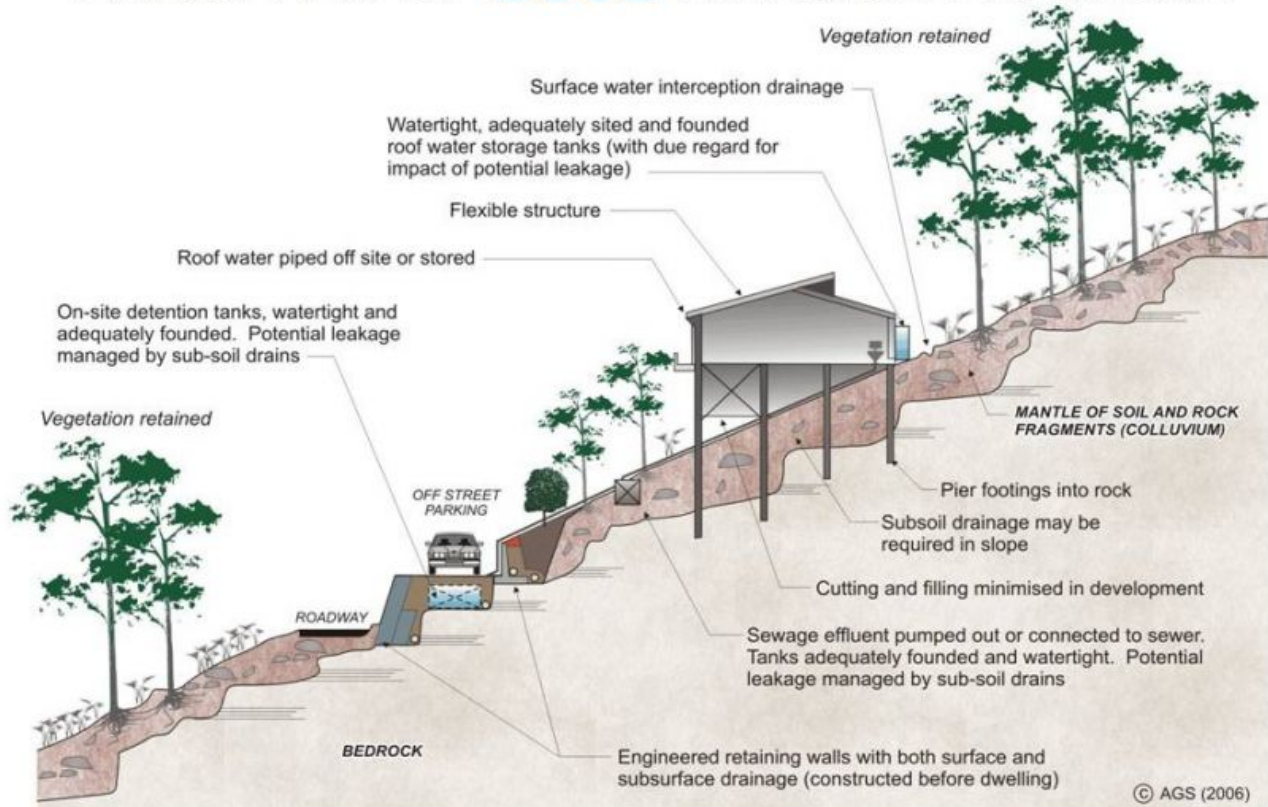 Vegetation retained
Surface water interception drainage
Watertight, adequately sited and founded
roof water storage tanks (with due regard for
impact of potential leakage)
Flexible structure
Roof water piped off site or stored
On-site detention tanks, watertight and
adequately founded. Potential leakage
managed by sub-soil drains
Vegetation retained
MANTLE OF SOIL AND ROCK
FRAGMENTS (COLLUVIUM)
OFF STREET
PARKING
Pier footings into rock
Subsoil drainage may be
required in slope
Cutting and filling minimised in development
ROADWAY
Sewage effluent pumped out or connected to sewer.
Tanks adequately founded and watertight. Potential
leakage managed by sub-soil drains
BEDROCK
Engineered retaining walls with both surface and
subsurface drainage (constructed before dwelling)
© AGS (2006)